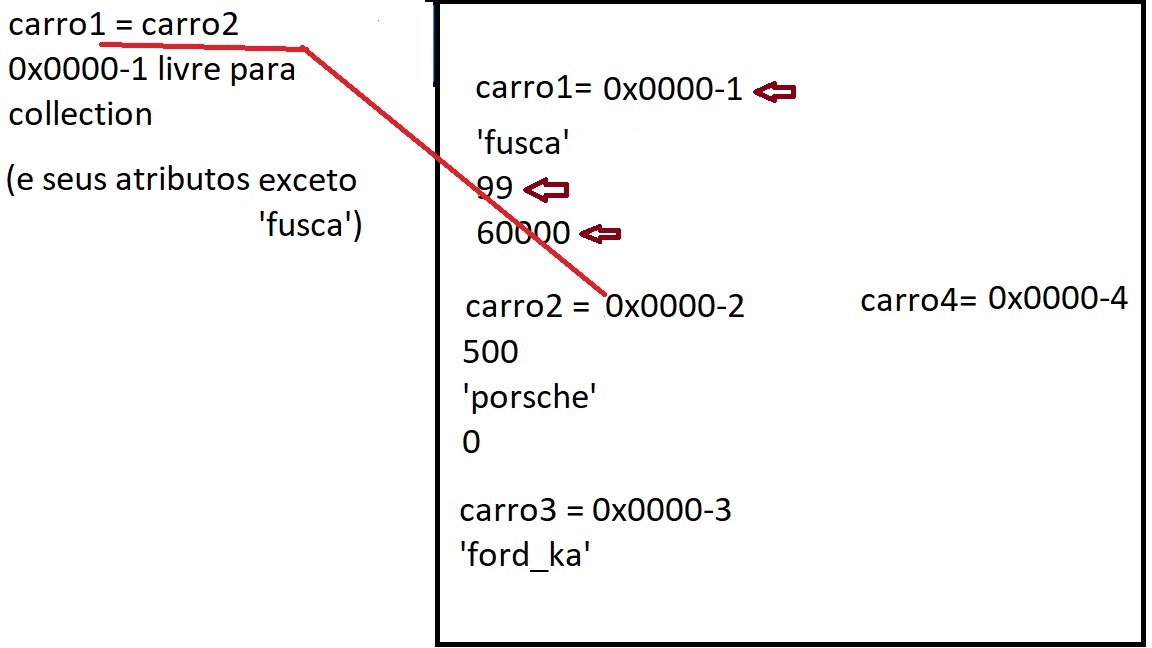 carro1 = carro2
0x0000-1 livre para
collection
(e seus atributos exceto
'fusca')
carro1= 0x0000-1
'fusca'
99
60000
carro2 = 0x0000-2
500
'porsche'
0
carro3 = 0x0000-3
'ford_ka'
carro4= 0x0000-4